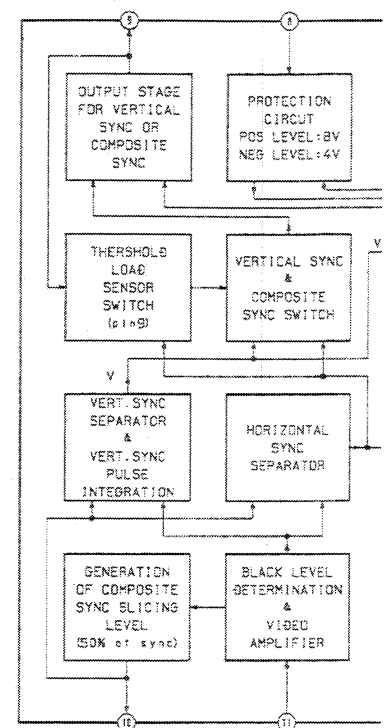 9
8
OUTPUT STAGE
FOR VERTICAL
SYNC OR
COMPOSITE
SYNC
PROTECTION
CIRCUT
POS LEVEL:8V
NEG LEVEL:4V
THERSHOLD
LOAD
SENSOR
SWITCH
(pin9)
VERTICAL SYNC
&
COMPOSITE
SYNC SWITCH
V
V
VERT.SYNC
SEPARATOR
&
VERT.SYNC
PULSE
INTEGRATION
HORIZONTAL
SYNC
SEPARATOR
GENERATION
OF COMPOSITE
SYNC SLICING
LEVEL
(50% of sync)
BLACK LEVEL
DETERMINATION
&
VIDEO
AMPLIFIER
10
11